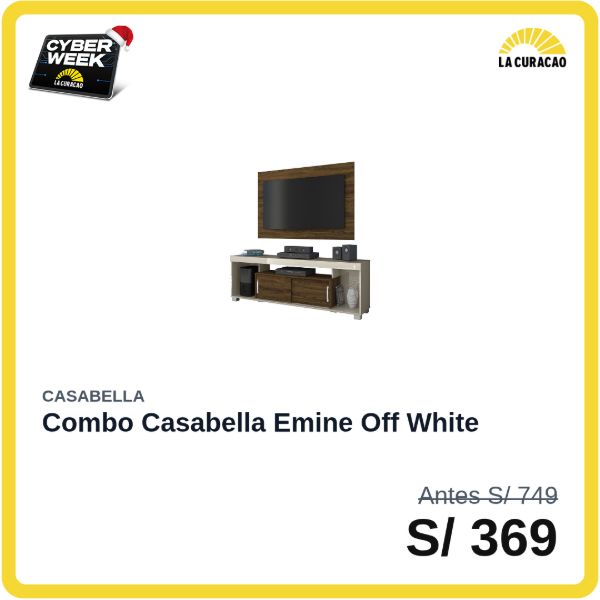 CYBER
WEEK
LA CURACAO
LA CURACAO
CASABELLA
Combo Casabella Emine Off White
Antes S/ 749
S/ 369